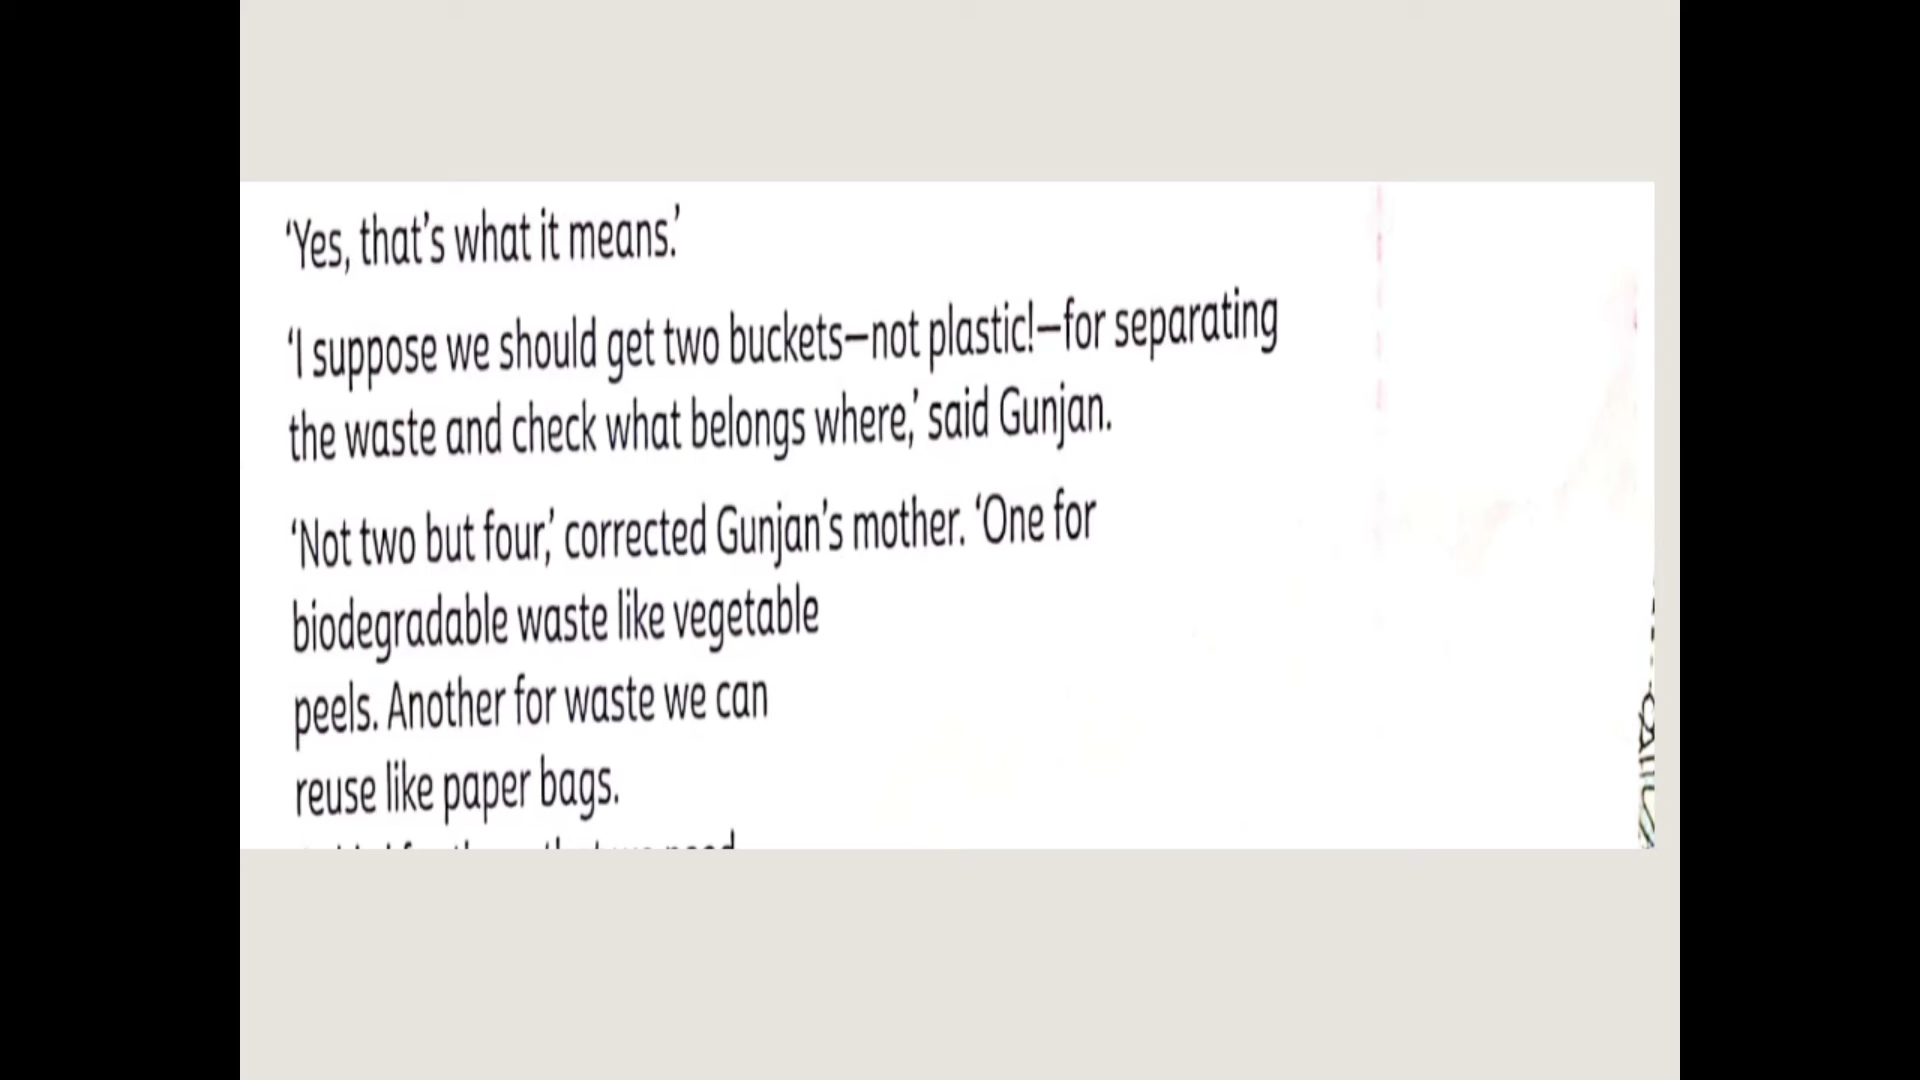 ‘Yes, that’s what it means.’
‘I suppose we should get two buckets—not plastic!—for separating
the waste and check what belongs where,’ said Gunjan.
‘Not two but four,’ corrected Gunjan’s mother. ‘One for
biodegradable waste like vegetable
peels. Another for waste we can
reuse like paper bags.